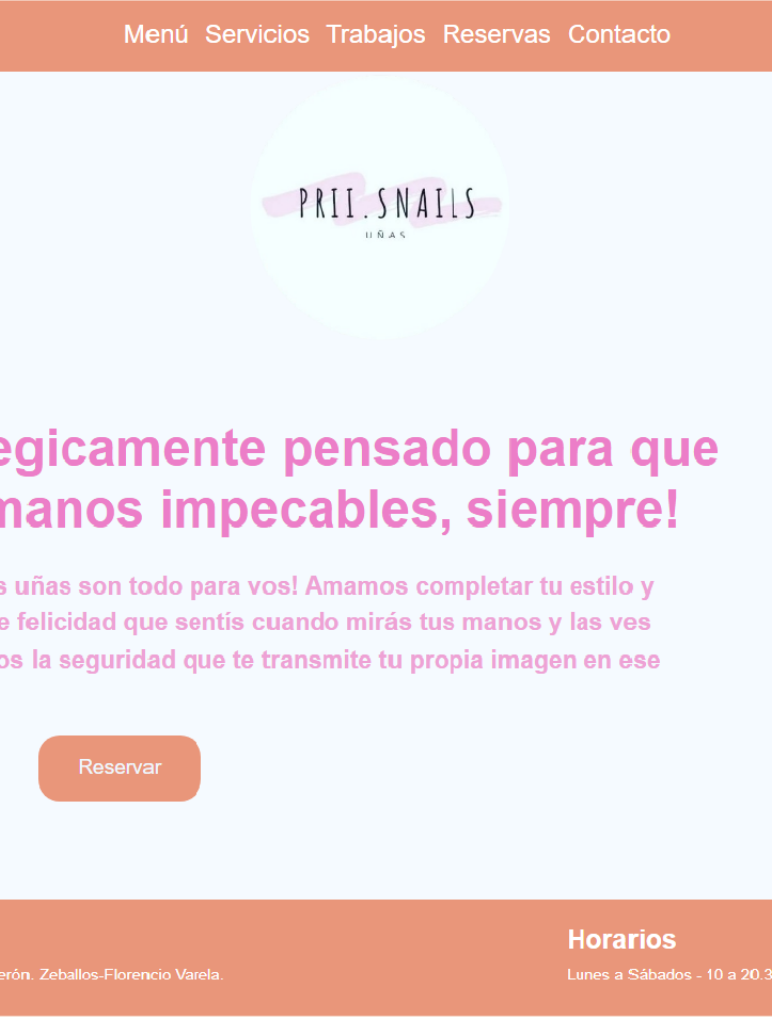 Menú Servicios Trabajos Reservas Contacto
PRII.SNAILS
UÑAS
egicamente pensado para que
manos impecables, siempre!
s uñas son todo para vos! Amamos completar tu estilo y
e felicidad que sentís cuando mirás tus manos y las ves
os la seguridad que te transmite tu propia imagen en ese
Reservar
Horarios
erón. Zeballos-Florencio Varela.
Lunes a Sábados - 10 a 20.3